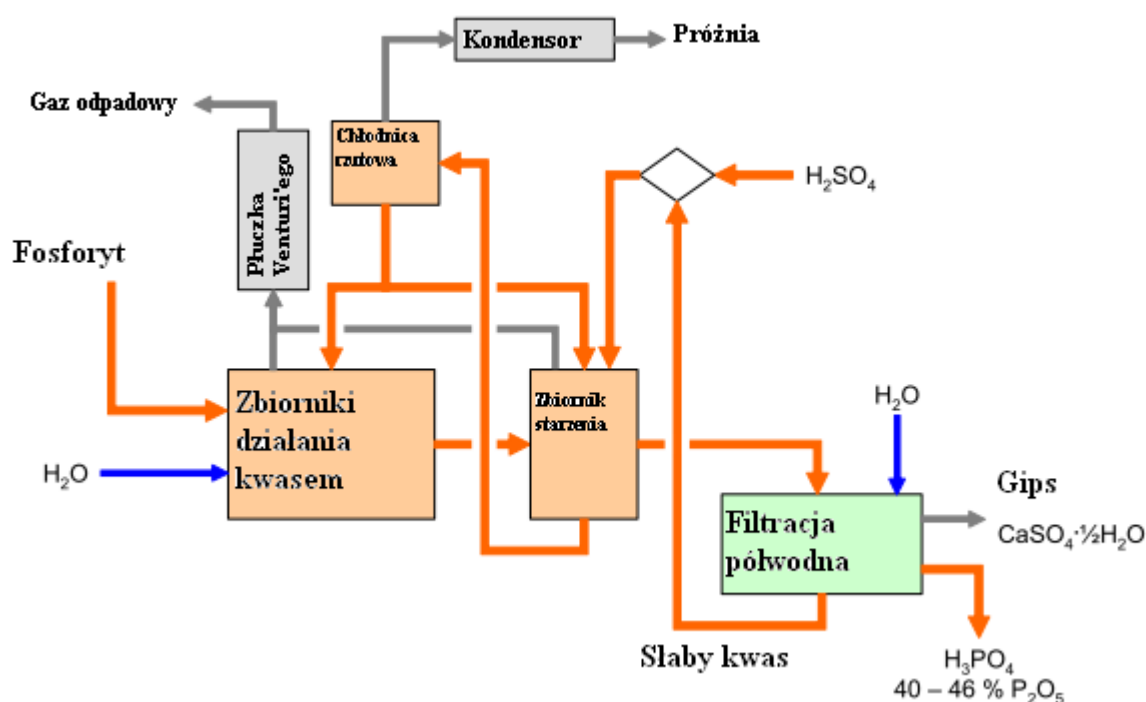 Kondensor
Próżnia
Gaz odpadowy
Chłodnica
rzutowa
Płuczka
Venturi'ego
H₂SO₄
Fosforyt
Zbiorniki
działania
kwasem
Zbiornik
starzenia
H₂O
H₂O
Filtracja
półwodna
Gips
CaSO₄·½H₂O
Słaby kwas
H₃PO₄
40 – 46 % P₂O₅